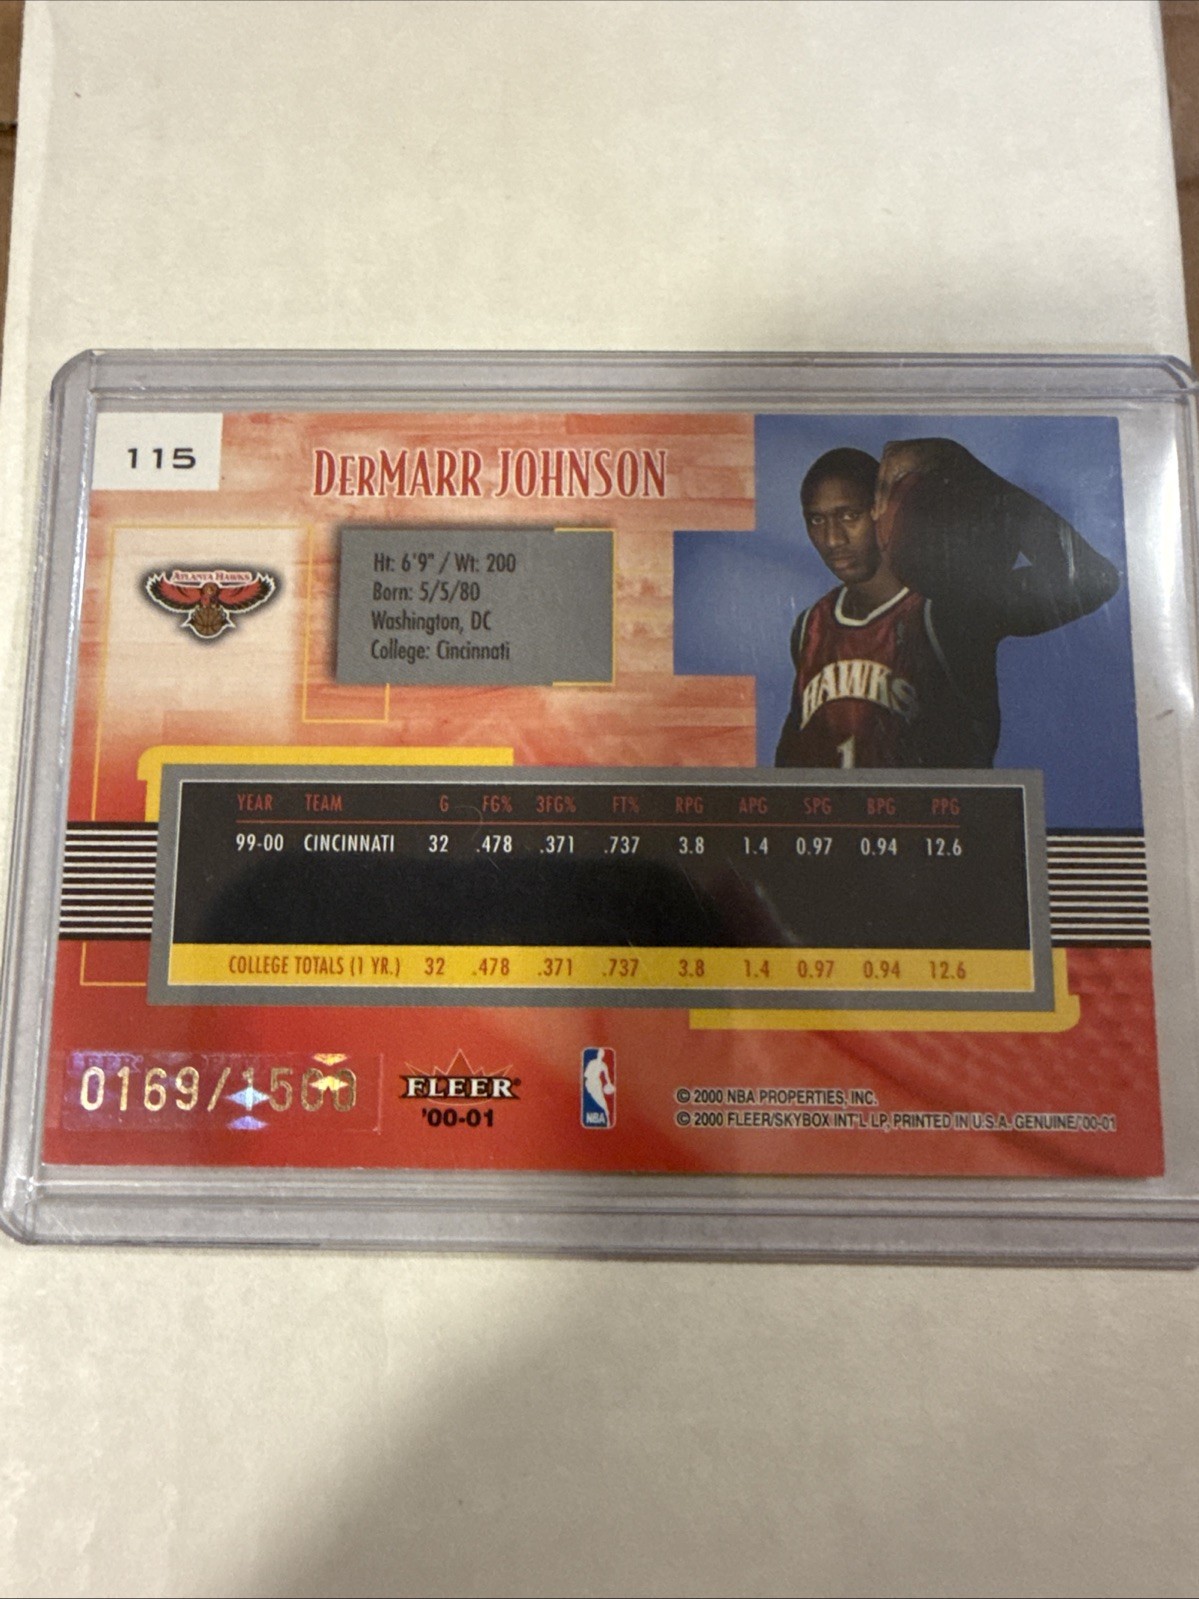 115
DERMARR JOHNSON
ATLANTA HAWKS
Ht: 6'9" / Wt: 200
Born: 5/5/80
Washington, DC
College: Cincinnati
HAWKS
1
YEAR TEAM G FG% 3FG% FT% RPG APG SPG BPG PPG
99-00 CINCINNATI 32 .478 .371 .737 3.8 1.4 0.97 0.94 12.6
COLLEGE TOTALS (1 YR.) 32 .478 .371 .737 3.8 1.4 0.97 0.94 12.6
0169/1500
FLEER®
'00-01
NBA
© 2000 NBA PROPERTIES, INC.
© 2000 FLEER/SKYBOX INT'L LP, PRINTED IN U.S.A. GENUINE/'00-01